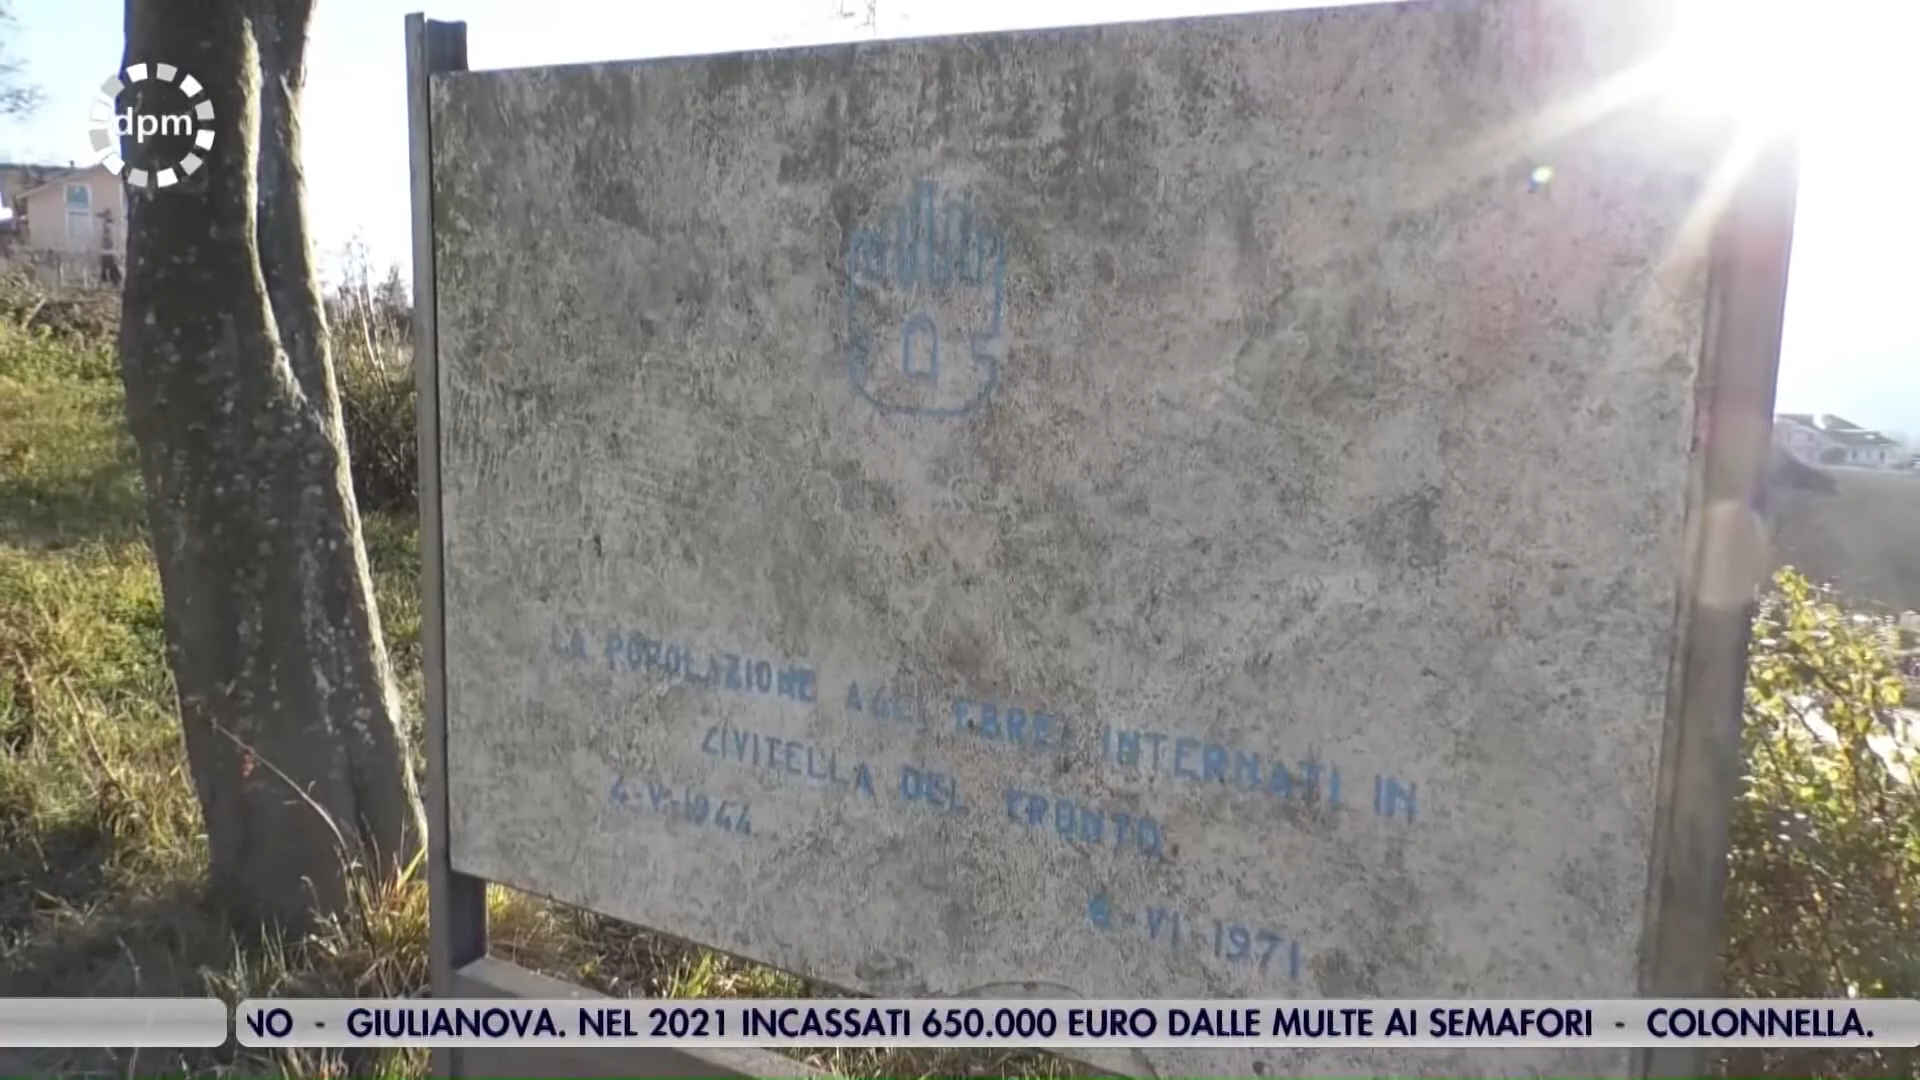 dpm
LA POPOLAZIONE AGLI EBREI INTERNATI IN
CIVITELLA DEL TRONTO
4-V-1944
6-VI-1971
NO - GIULIANOVA. NEL 2021 INCASSATI 650.000 EURO DALLE MULTE AI SEMAFORI - COLONNELLA.